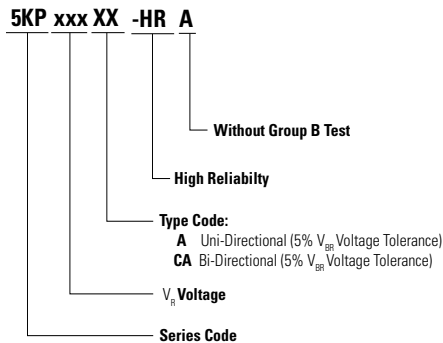 5KP xxx XX -HR A
Without Group B Test
High Reliabilty
Type Code:
A Uni-Directional (5% VBR Voltage Tolerance)
CA Bi-Directional (5% VBR Voltage Tolerance)
VR Voltage
Series Code